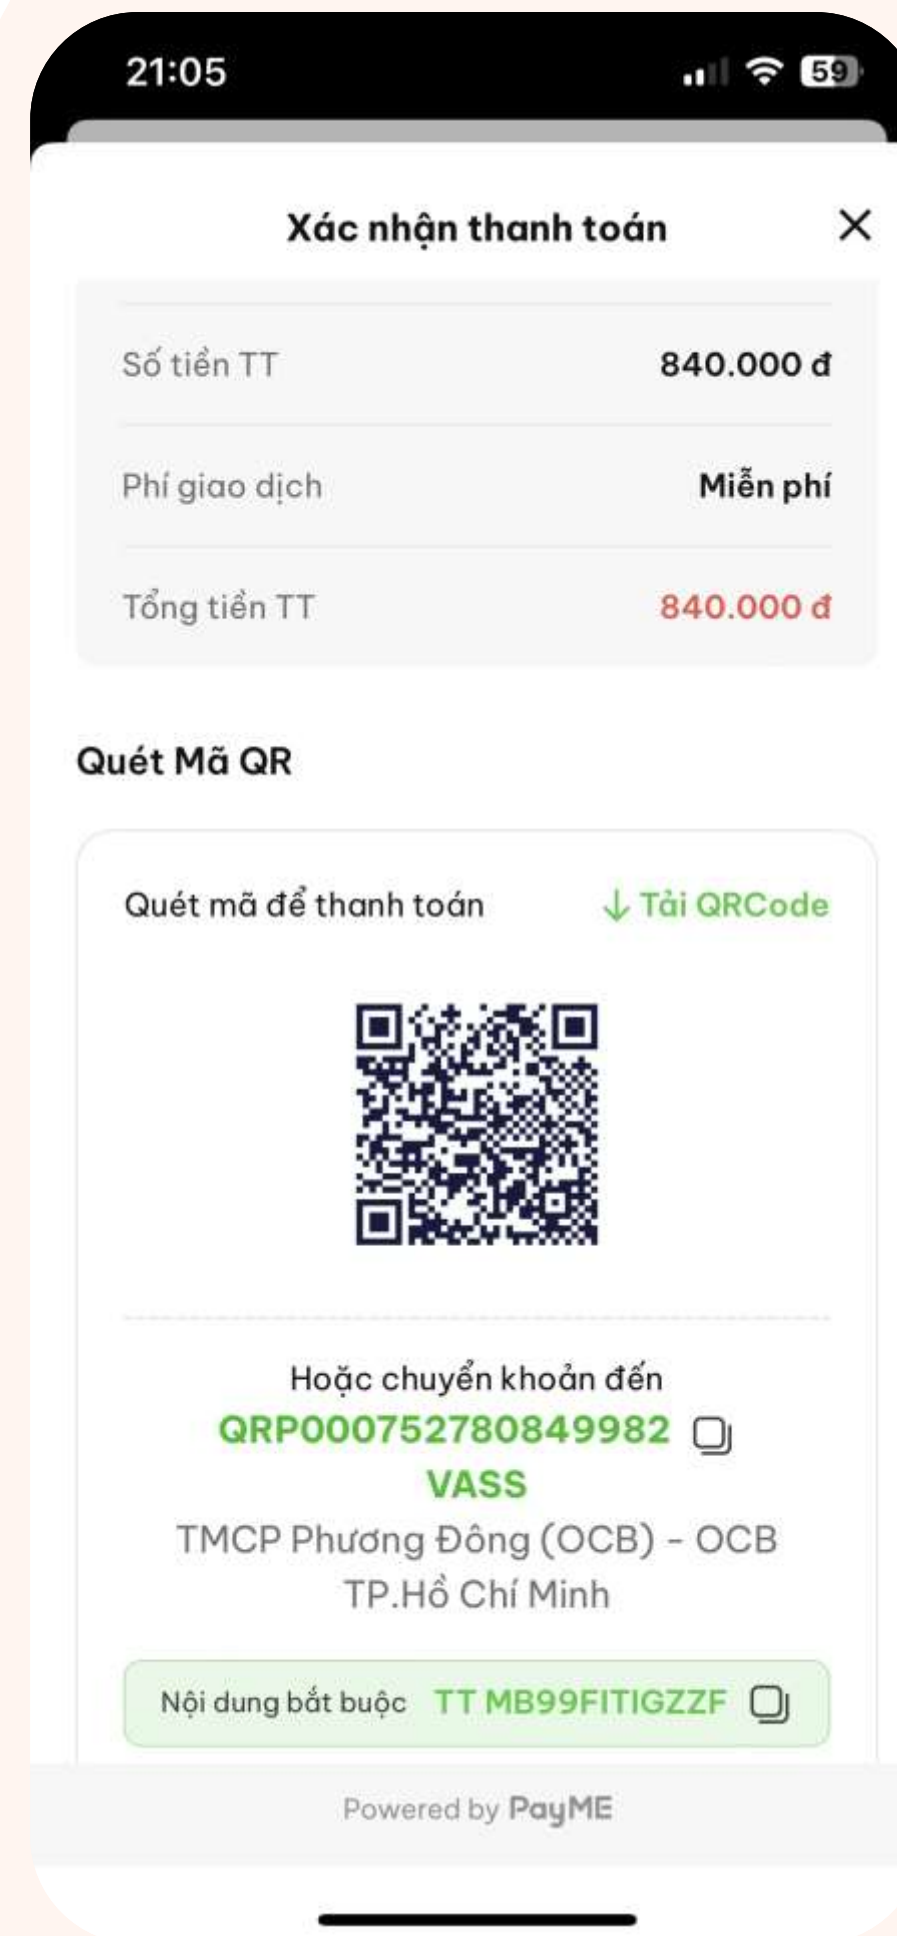 21:05
59
Xác nhận thanh toán
Số tiền TT 840.000 đ
Phí giao dịch Miễn phí
Tổng tiền TT 840.000 đ
Quét Mã QR
Quét mã để thanh toán Tải QRCode
Hoặc chuyển khoản đến
QRP000752780849982
VASS
TMCP Phương Đông (OCB) - OCB
TP.Hồ Chí Minh
Nội dung bắt buộc TT MB99FITIGZZF
Powered by PayME